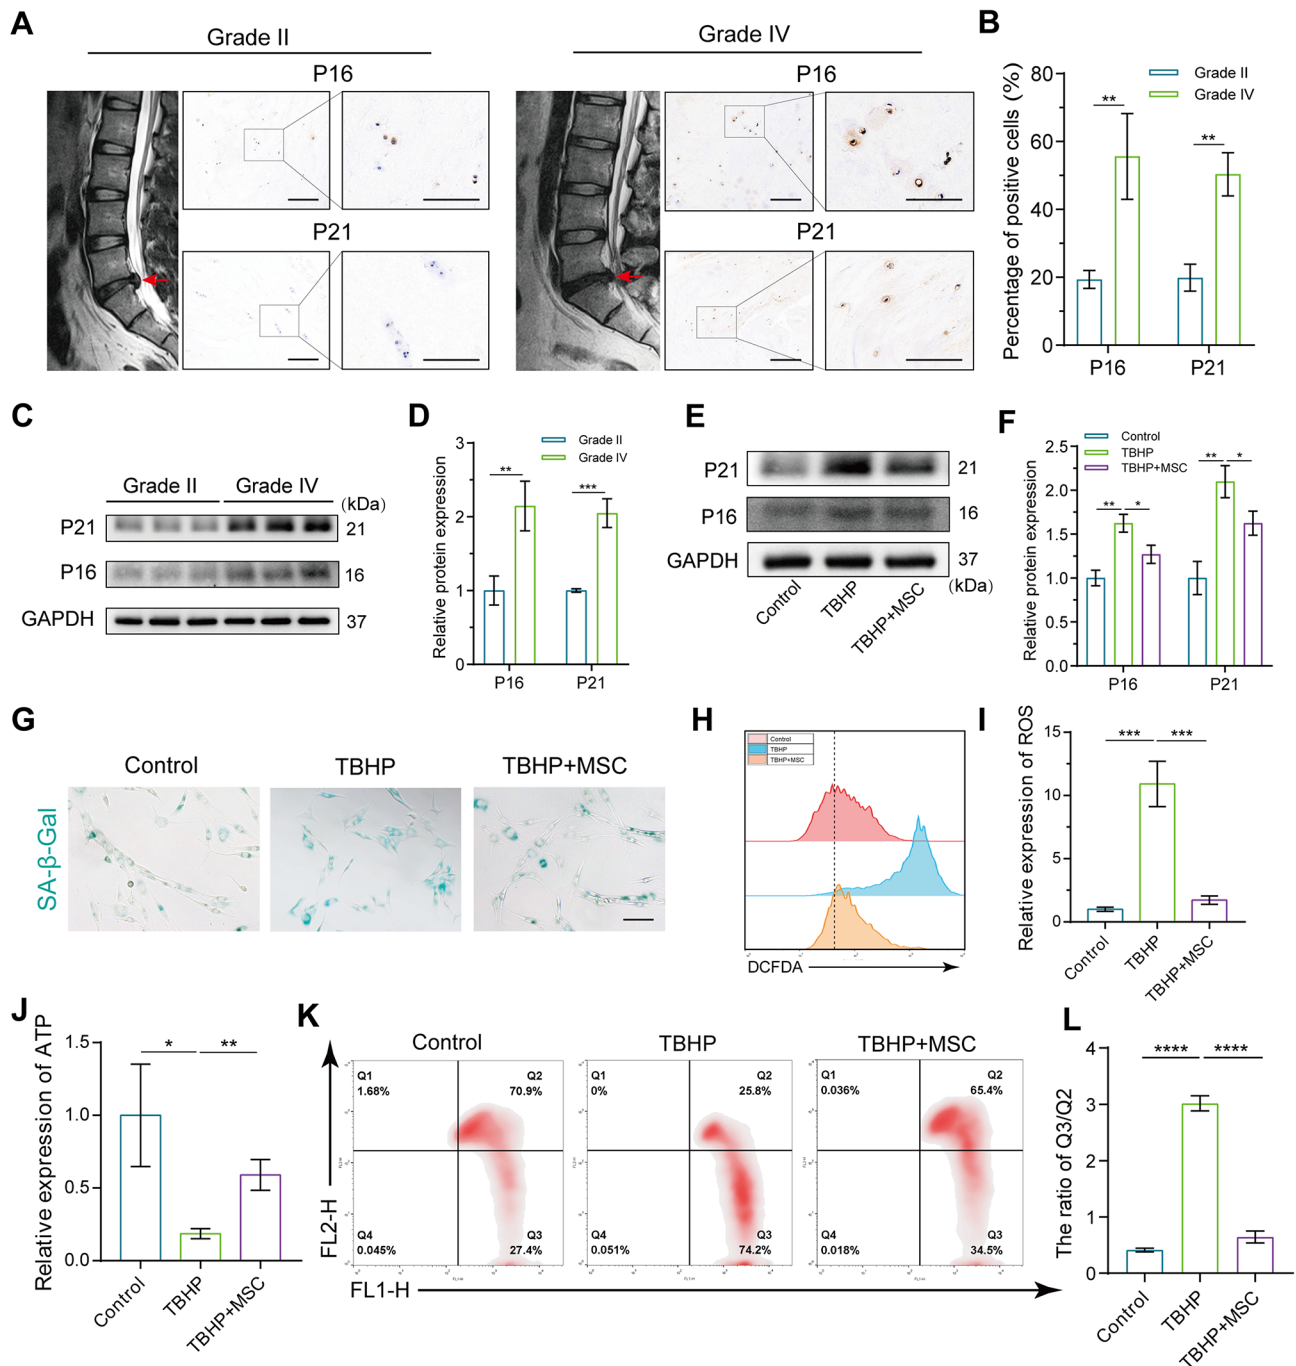 A
Grade II
Grade IV
P16
P16
P21
P21
B
Percentage of positive cells (%)
80
60
40
20
0
Grade II
Grade IV
**
**
P16
P21
C
Grade II
Grade IV
(kDa)
P21
21
P16
16
GAPDH
37
D
Relative protein expression
3
2
1
0
Grade II
Grade IV
**
***
P16
P21
E
P21
21
P16
16
GAPDH
37
(kDa)
Control
TBHP
TBHP+MSC
F
Relative protein expression
2.5
2.0
1.5
1.0
0.5
0.0
Control
TBHP
TBHP+MSC
**
*
**
*
P16
P21
G
SA-β-Gal
Control
TBHP
TBHP+MSC
H
Control
TBHP
TBHP+MSC
DCFDA
I
Relative expression of ROS
15
10
5
0
***
***
Control
TBHP
TBHP+MSC
J
Relative expression of ATP
1.5
1.0
0.5
0.0
*
**
Control
TBHP
TBHP+MSC
K
FL2-H
Control
Q1
1.68%
Q2
70.9%
Q4
0.045%
Q3
27.4%
TBHP
Q1
0%
Q2
25.8%
Q4
0.051%
Q3
74.2%
TBHP+MSC
Q1
0.036%
Q2
65.4%
Q4
0.018%
Q3
34.5%
FL1-H
L
The ratio of Q3/Q2
4
3
2
1
0
****
****
Control
TBHP
TBHP+MSC